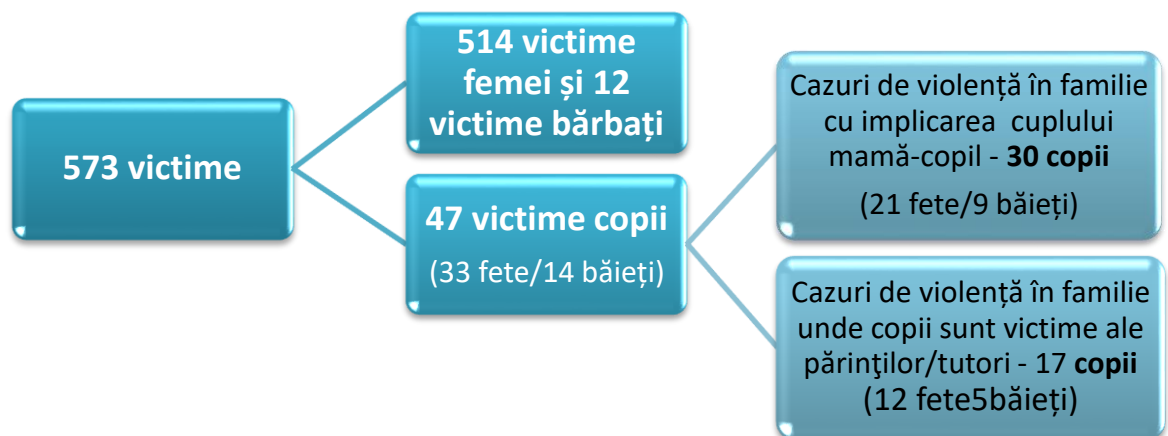 573 victime
514 victime
femei și 12
victime bărbați
47 victime copii
(33 fete/14 băieți)
Cazuri de violență în familie
cu implicarea cuplului
mamă-copil - 30 copii
(21 fete/9 băieți)
Cazuri de violență în familie
unde copii sunt victime ale
părinţilor/tutori - 17 copii
(12 fete5băieți)